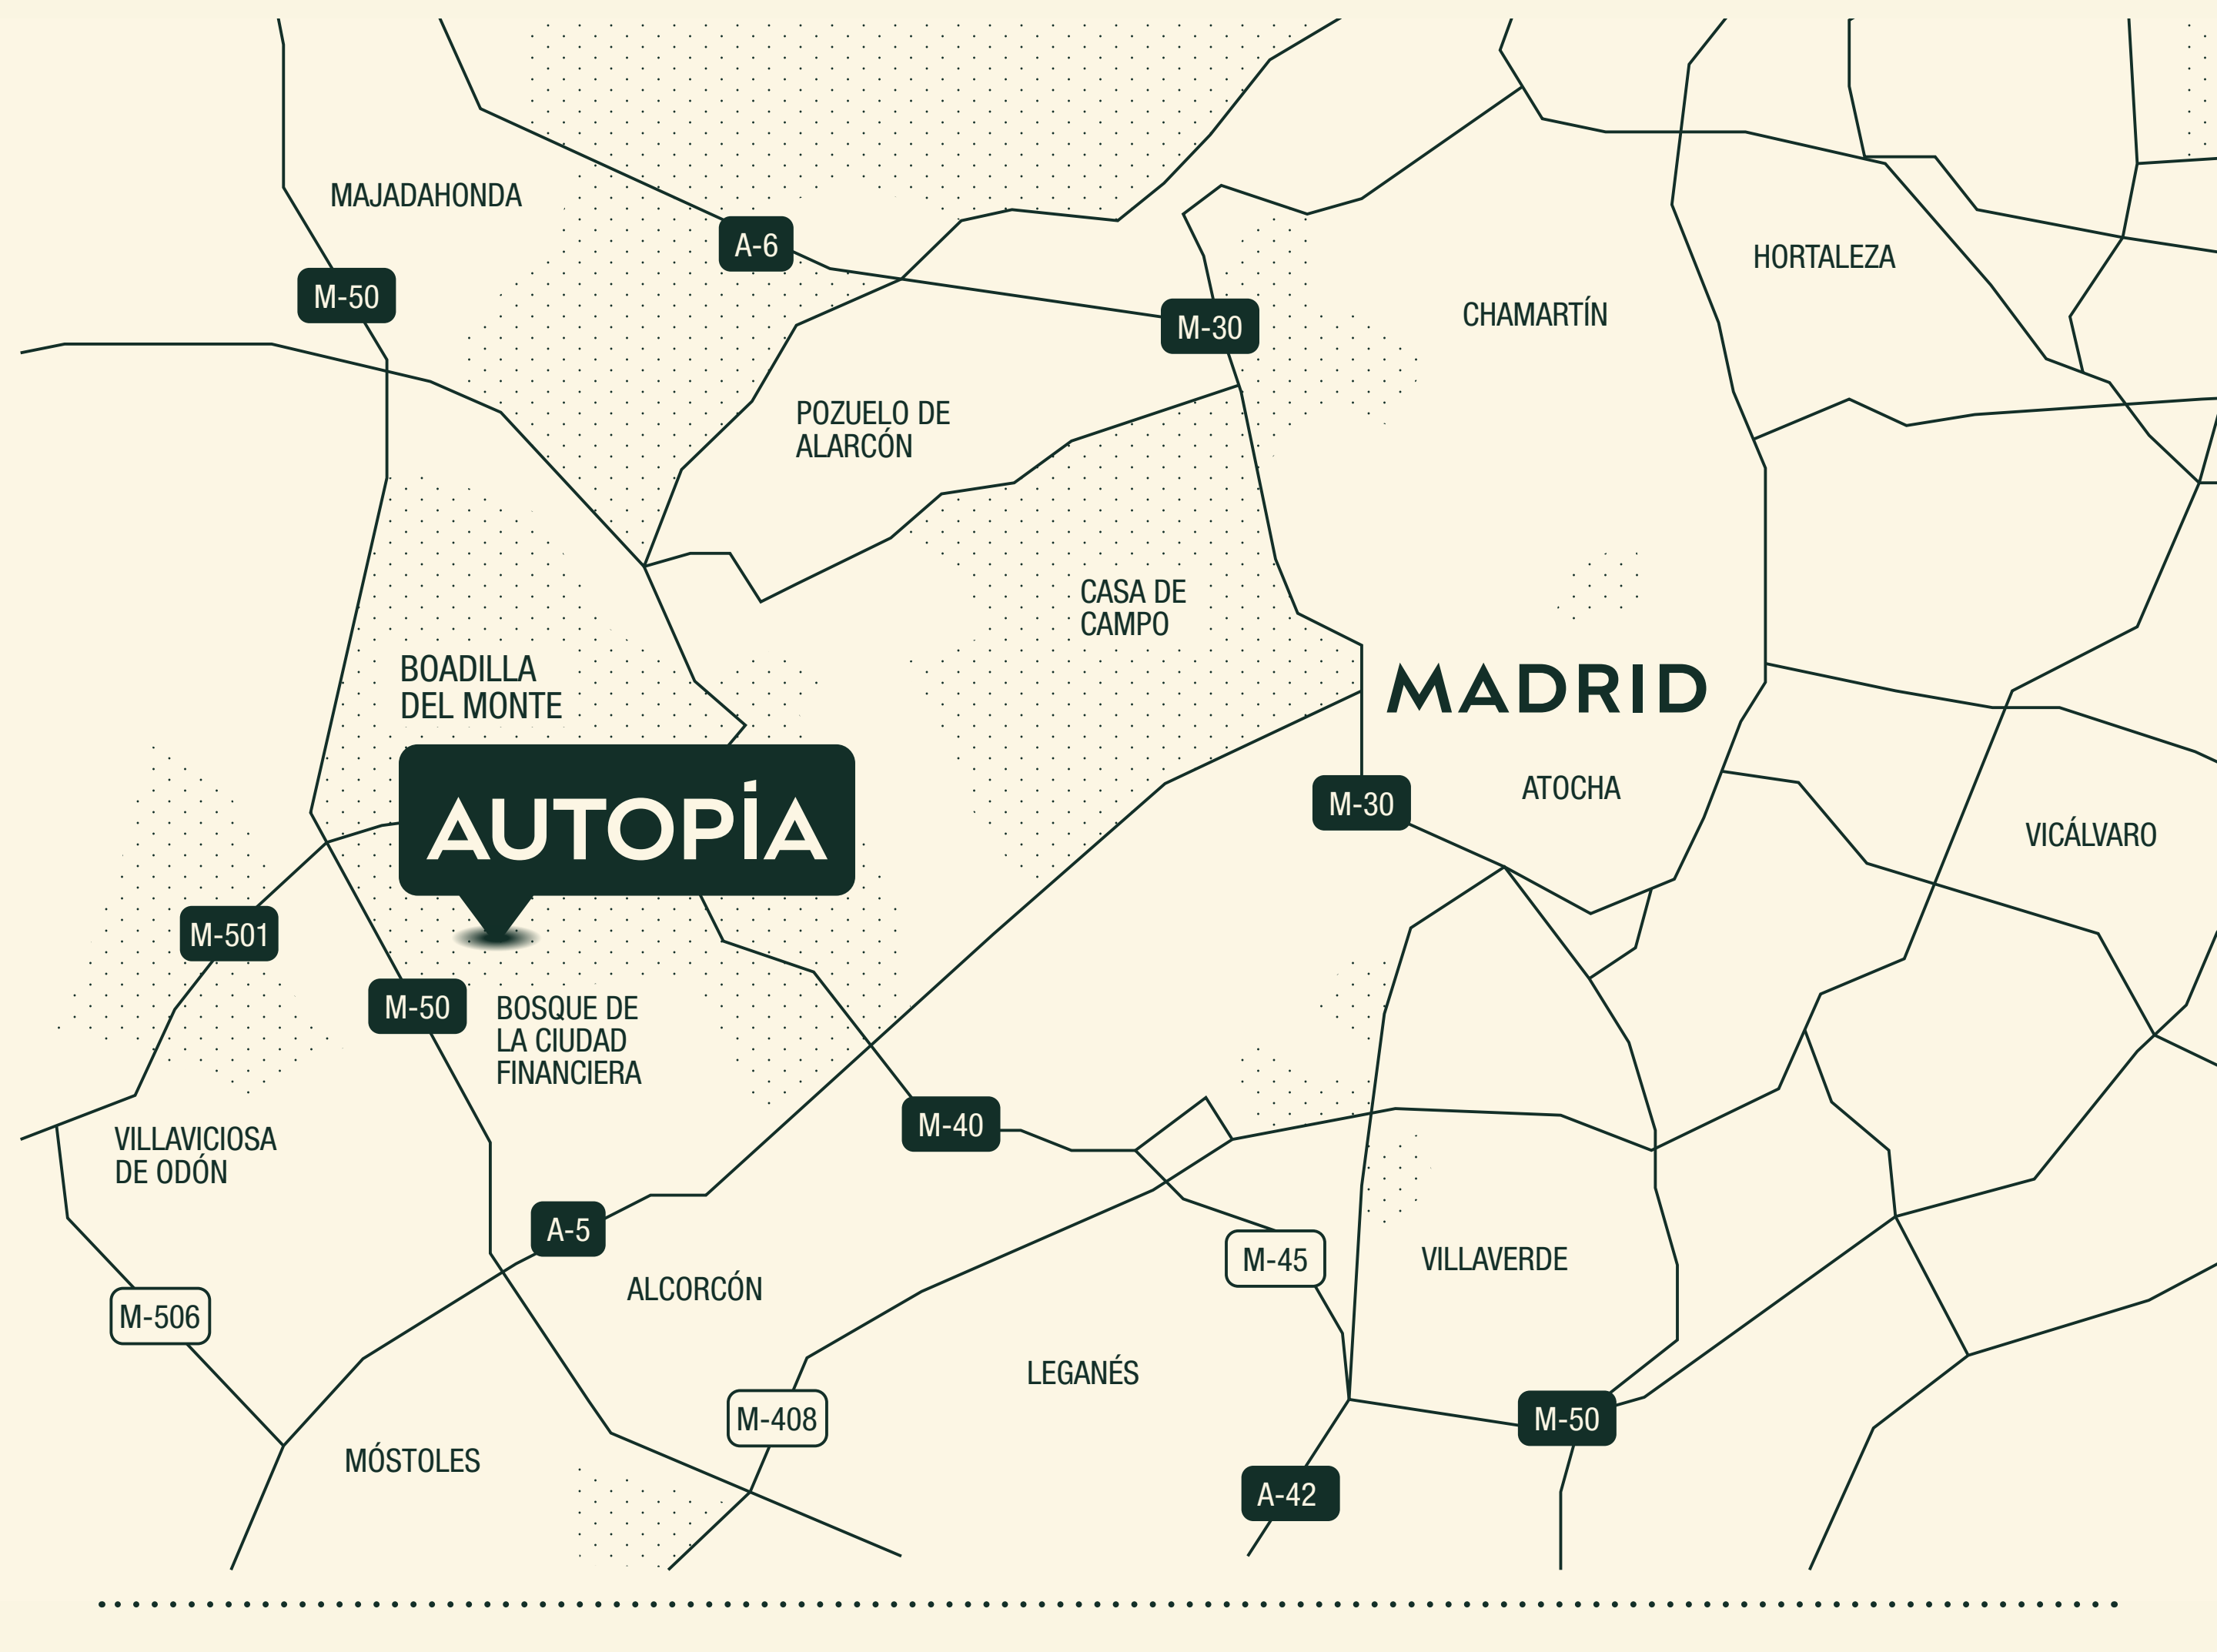 MAJADAHONDA
A-6
HORTALEZA
M-50
CHAMARTÍN
M-30
POZUELO DE
ALARCÓN
CASA DE
CAMPO
BOADILLA
DEL MONTE
MADRID
ATOCHA
M-30
AUTOPÍA
VICÁLVARO
M-501
M-50
BOSQUE DE
LA CIUDAD
FINANCIERA
M-40
VILLAVICIOSA
DE ODÓN
A-5
M-45
VILLAVERDE
ALCORCÓN
M-506
LEGANÉS
M-408
M-50
MÓSTOLES
A-42